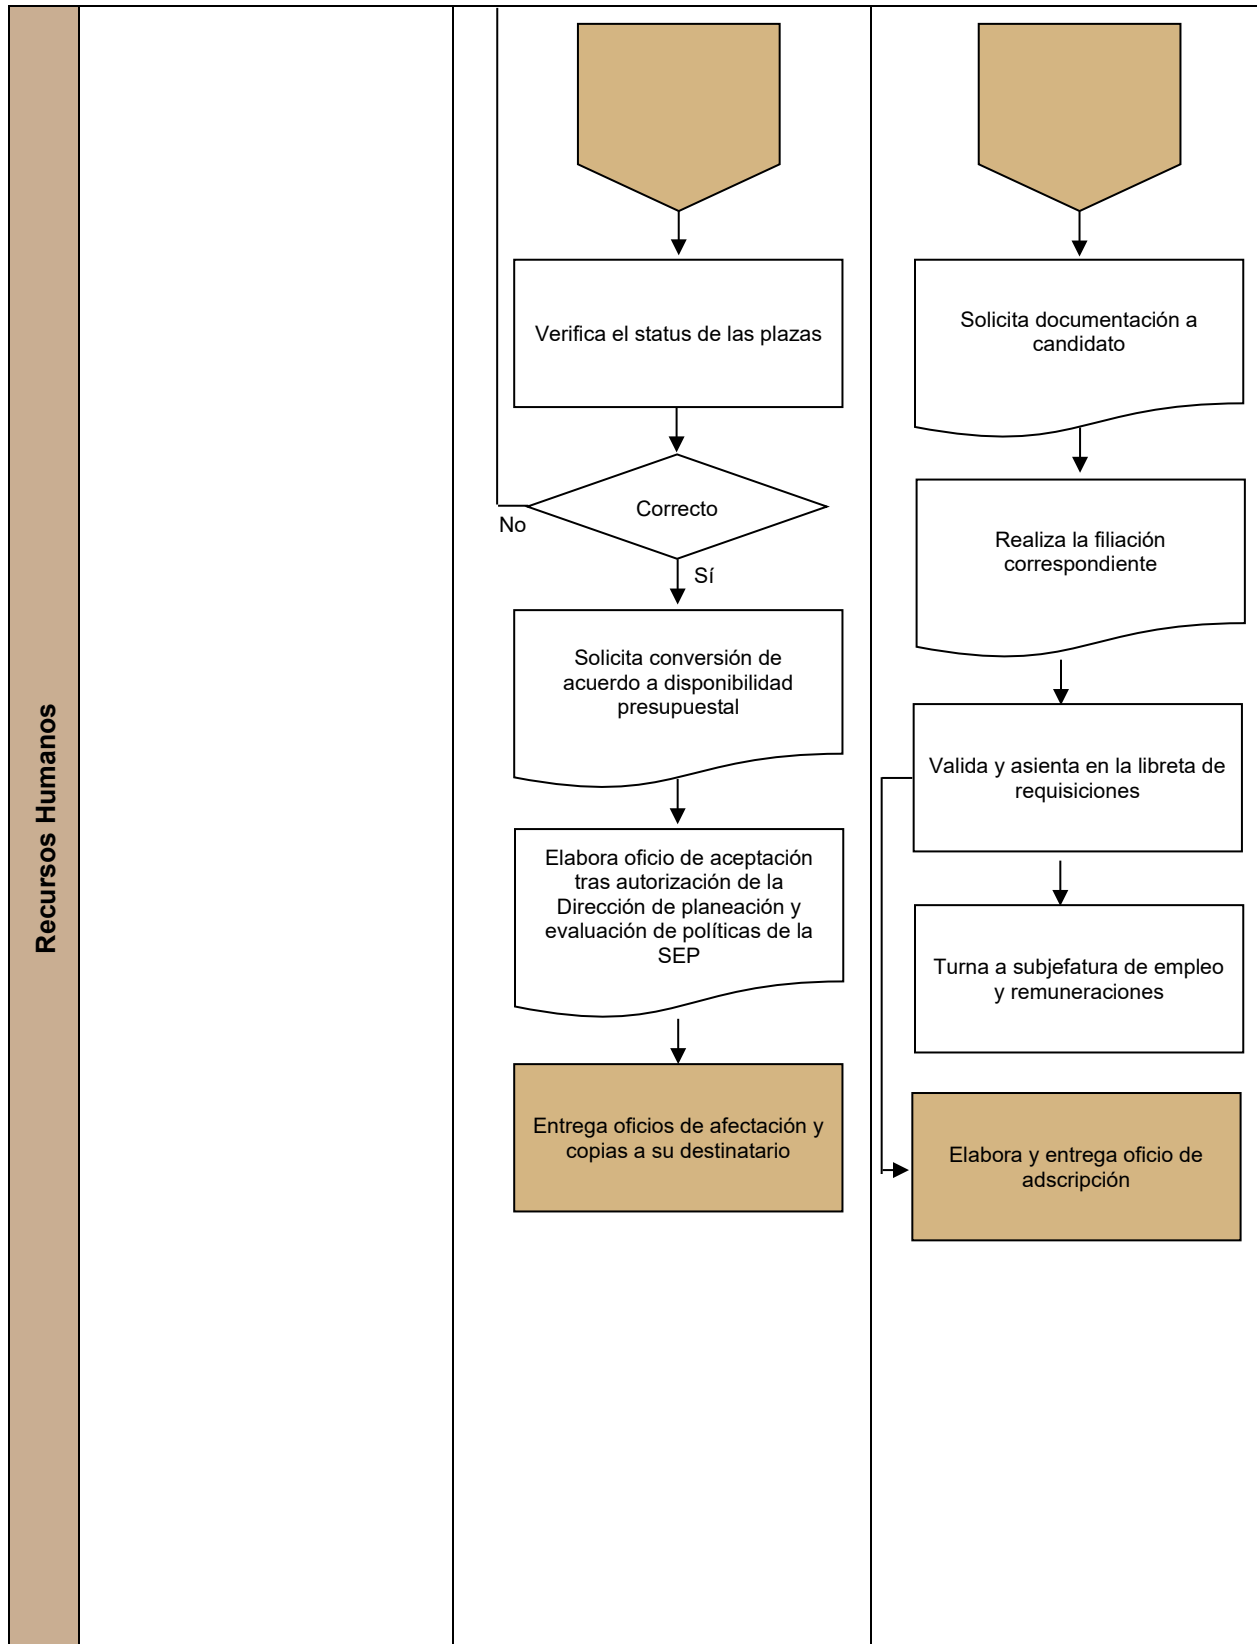 Recursos Humanos
Verifica el status de las plazas
Correcto
No
Sí
Solicita conversión de
acuerdo a disponibilidad
presupuestal
Elabora oficio de aceptación
tras autorización de la
Dirección de planeación y
evaluación de políticas de la
SEP
Entrega oficios de afectación y
copias a su destinatario
Solicita documentación a
candidato
Realiza la filiación
correspondiente
Valida y asienta en la libreta de
requisiciones
Turna a subjefatura de empleo
y remuneraciones
Elabora y entrega oficio de
adscripción